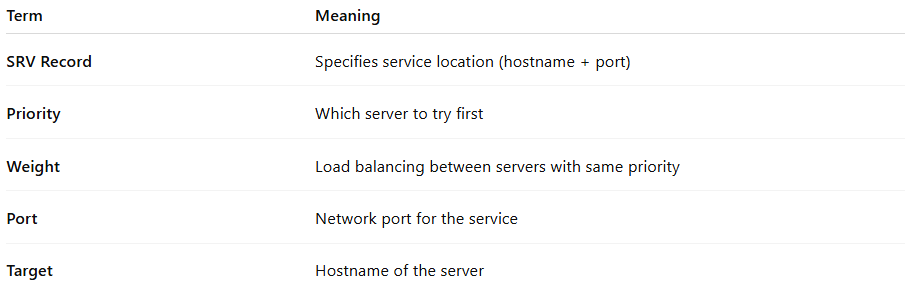 Term Meaning
SRV Record Specifies service location (hostname + port)
Priority Which server to try first
Weight Load balancing between servers with same priority
Port Network port for the service
Target Hostname of the server